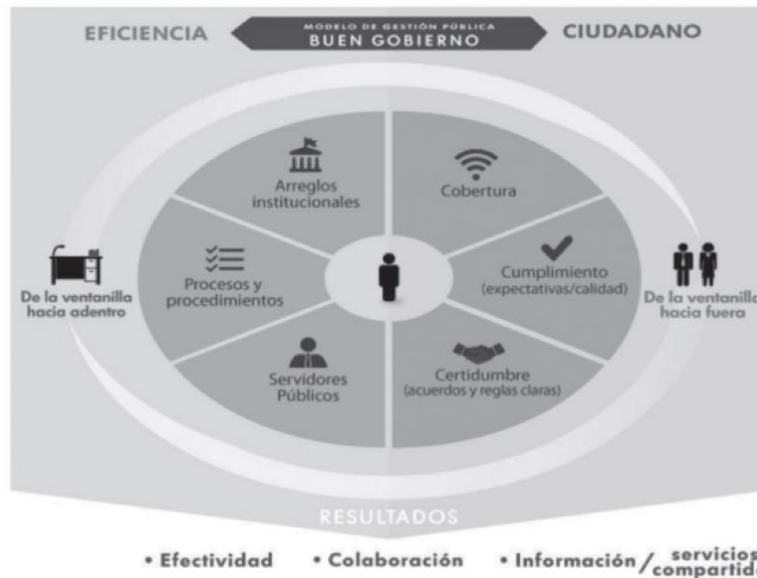 MODELO DE GESTIÓN PÚBLICA
EFICIENCIA
BUEN GOBIERNO
CIUDADANO
Arreglos
institucionales
Cobertura
Procesos y
procedimientos
Cumplimiento
(expectativas/calidad)
De la ventanilla
hacia adentro
De la ventanilla
hacia fuera
Servidores
Públicos
Certidumbre
(acuerdos y reglas claras)
RESULTADOS
• Efectividad • Colaboración • Información / servicios
compartid